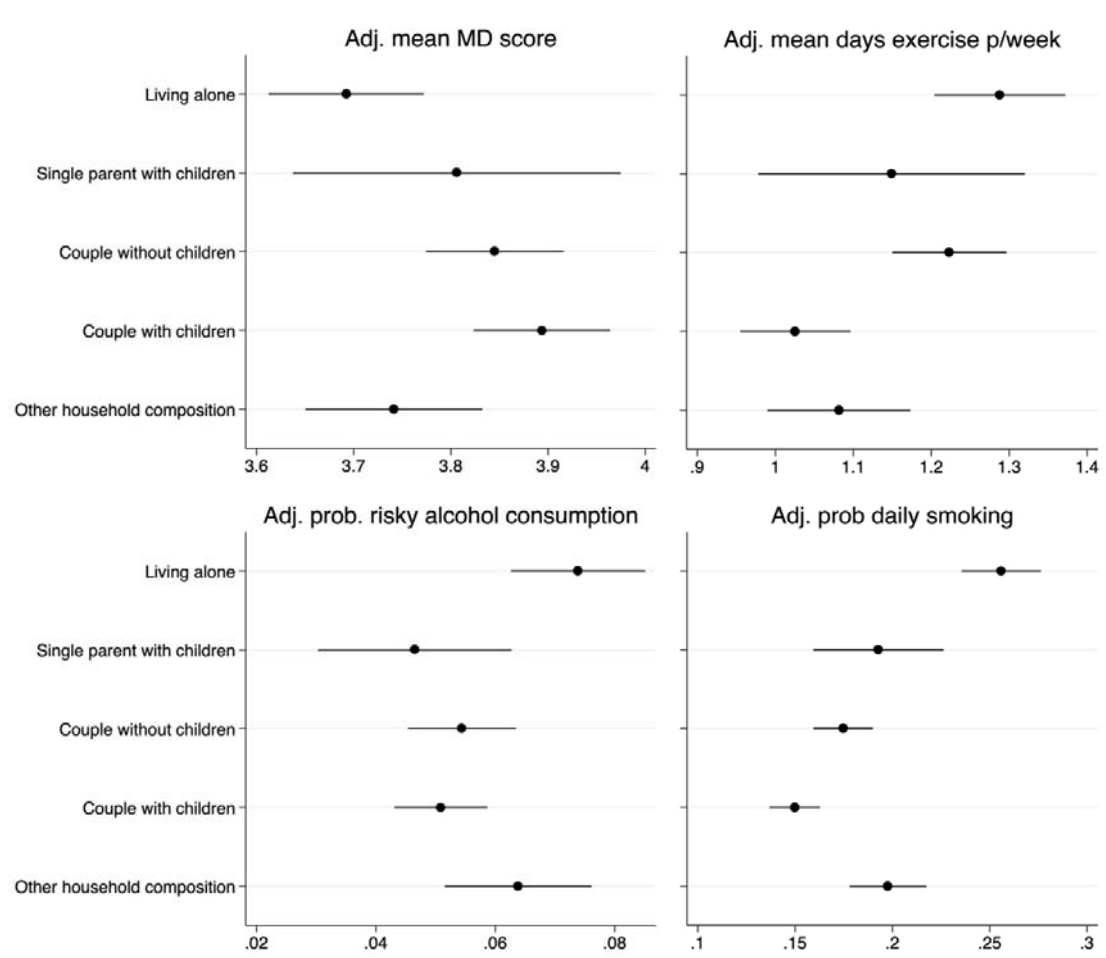 Adj. mean MD score
Living alone
Single parent with children
Couple without children
Couple with children
Other household composition
3.6 3.7 3.8 3.9 4
Adj. mean days exercise p/week
.9 1 1.1 1.2 1.3 1.4
Adj. prob. risky alcohol consumption
Living alone
Single parent with children
Couple without children
Couple with children
Other household composition
.02 .04 .06 .08
Adj. prob daily smoking
.1 .15 .2 .25 .3